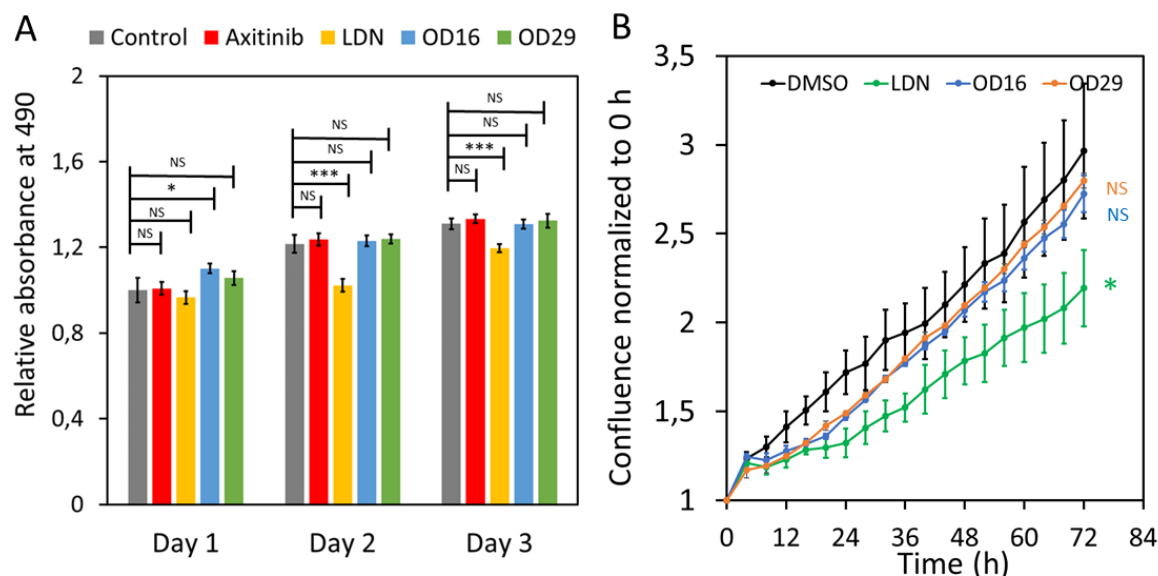 A
Control Axitinib LDN OD16 OD29
Relative absorbance at 490
2
1,6
1,2
0,8
0,4
0
NS
*
NS
NS
NS
NS
***
NS
NS
NS
***
NS
Day 1 Day 2 Day 3
B
DMSO LDN OD16 OD29
Confluence normalized to 0 h
3,5
3
2,5
2
1,5
1
NS
NS
*
0 12 24 36 48 60 72 84
Time (h)